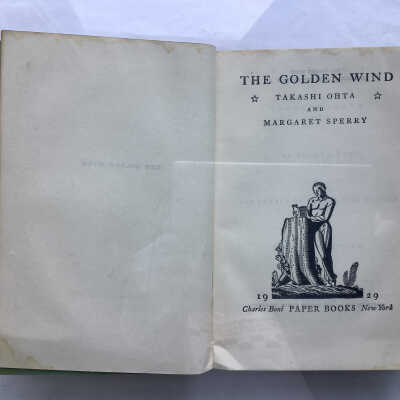 THE GOLDEN WIND
☆ TAKASHI OHTA ☆
AND
MARGARET SPERRY
19 29
Charles Boni PAPER BOOKS New York